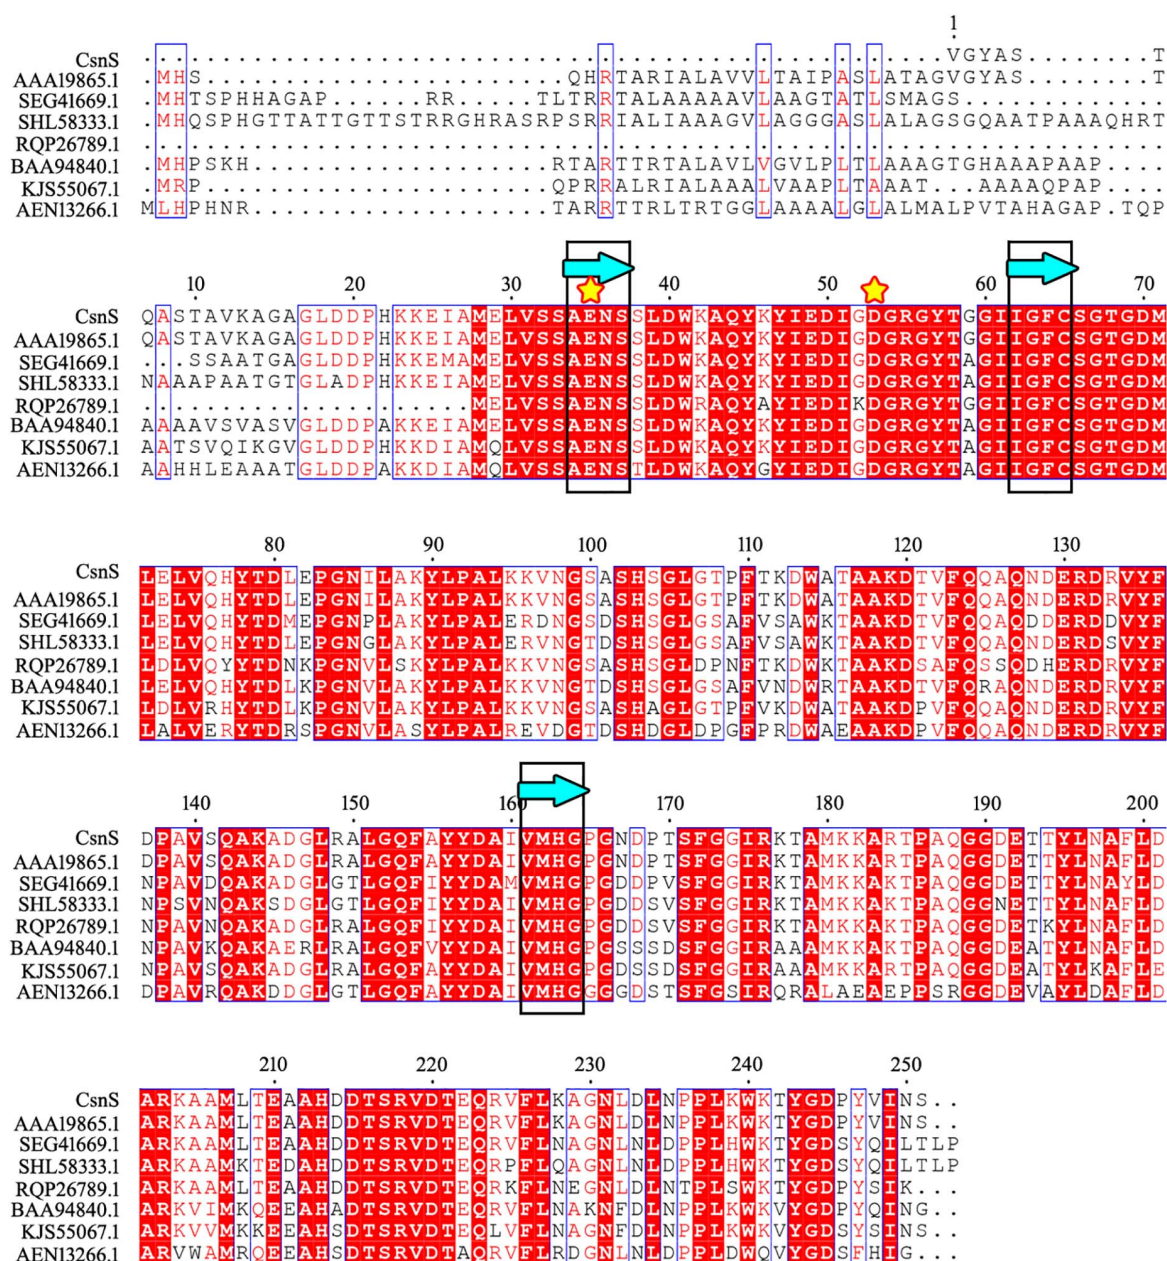 1
CsnS ...................................................VGYAS.......T
AAA19865.1 .MHS.......................QHRTARIALAVVLTAIPASLATAGVGYAS.......T
SEG41669.1 .MHTSPHHAGAP......RR.......TLTRRTALAAAAAVLAAGTATLSMAGS.............
SHL58333.1 .MHQSPHGTTATTGTTSTRRGHRASRPSRRIALIAAAGVLAGGGASLALAGSGQAATPAAAQHRT
RQP26789.1 .................................................................
BAA94840.1 .MHPSKH...................RTARTTRTALAVLVGVLPLTLAAAGTGHAAAPAAP....
KJS55067.1 .MRP......................QPRRALRIALAAALVAAPLTAAAT...AAAAQPAP....
AEN13266.1 MLHPHNR...................TARRTTRLTRTGGLAAAALGLALMALPVTAHAGAP.TQP
10 20 30 40 50 60 70
CsnS QASTAVKAGAGLDDPHKKEIAMELVSSAENSSLDWKAQYKYIEDIGDGRGYTGGIIGFCSGTGDM
AAA19865.1 QASTAVKAGAGLDDPHKKEIAMELVSSAENSSLDWKAQYKYIEDIGDGRGYTGGIIGFCSGTGDM
SEG41669.1 ...SSAATGAGLDDPHKKEMAMELVSSAENSSLDWKAQYKYIEDIGDGRGYTAGIIGFCSGTGDM
SHL58333.1 NAAAPAATGTGLADPHKKEIAMELVSSAENSSLDWKAQYKYIEDIGDGRGYTAGIIGFCSGTGDM
RQP26789.1 .....................MELVSSAENSSLDWRAQYAYIEDIKDGRGYTGGIIGFCSGTGDM
BAA94840.1 AAAAVSVASVGLDDPAKKEIAMELVSSAENSSLDWKAQYKYIEDIGDGRGYTAGIIGFCSGTGDM
KJS55067.1 AATSVQIKGVGLDDPHKKDIAMQLVSSAENSSLDWKAQYKYIEDIGDGRGYTAGIIGFCSGTGDM
AEN13266.1 AAHHLEAAATGLDDPAKKDIAMQLVSSAENSTLDWKAQYGYIEDIGDGRGYTAGIIGFCSGTGDM
80 90 100 110 120 130
CsnS LELVQHYTDLEPGNILAKYLPALKKVNGSASHSGLGTPFTKDWATAAKDTVFQQAQNDERDRVYF
AAA19865.1 LELVQHYTDLEPGNILAKYLPALKKVNGSASHSGLGTPFTKDWATAAKDTVFQQAQNDERDRVYF
SEG41669.1 LELVQHYTDMEPGNPLAKYLPALERDNGSDSHSGLGSAFVSAWKTAAKDTVFQQAQDDERDDVYF
SHL58333.1 LELVQHYTDLEPGNGLAKYLPALERVNGTDSHSGLGSAFVSAWKTAAKDTVFQQAQNDERDSVYF
RQP26789.1 LDLVQYYTDNKPGNVLSKYLPALKKVNGSASHSGLDPNFTKDWKTAAKDSAFQSSQDHERDRVYF
BAA94840.1 LELVQHYTDLKPGNVLAKYLPALKKVNGTDSHSGLGSAFVNDWRTAAKDTVFQRAQNDERDRVYF
KJS55067.1 LDLVRHYTDLKPGNVLAKYLPALKKVNGSASHAGLGTPFVKDWTAAAKDPVFQQAQNDERDRVYF
AEN13266.1 LALVERYTDRSPGNVLASYLPALREVDGTDSHDGLDPGFPRDWAEAAKDPVFQQAQNDERDRVYF
140 150 160 170 180 190 200
CsnS DPAVSQAKADGLRALGQFAYYDAIVMHGPGNDPTSFGGIRKTAMKKARTPAQGGDETTYLNAFLD
AAA19865.1 DPAVSQAKADGLRALGQFAYYDAIVMHGPGNDPTSFGGIRKTAMKKARTPAQGGDETTYLNAFLD
SEG41669.1 NPAVDQAKADGLGTLGQFIYYDAMVMHGPGDDPVSFGGIRKTAMKKAKTPAQGGDETTYLNAYLD
SHL58333.1 NPSVNQAKSDGLGTLGQFIYYDAIVMHGPGDDSVSFGGIRKTAMKKAKTPAQGGNETTYLNAFLD
RQP26789.1 NPAVNQAKADGLRALGQFIYYDAIVMHGPGDDSVSFGGIRKTAMKKAKTPAQGGDETKYLNAFLD
BAA94840.1 NPAVKQAKAERLRALGQFVYYDAIVMHGPGSSSDSFGGIRAAAMKKAKTPAQGGDEATYLNAFLD
KJS55067.1 NPAVSQAKADGLRALGQFAYYDAIVMHGPGDSSDSFGGIRAAAMKKARTPAQGGDEATYLKAFLE
AEN13266.1 DPAVRQAKDDGLGTLGQFAYYDAIVMHGGGGDSTSFGSIRQRALAEAEPPSRGGDEVAYLDAFLD
210 220 230 240 250
CsnS ARKAAMLTEAAHDDTSRVDTEQRVFLKAGNLDLNPPLKWKTYGDPYVINS..
AAA19865.1 ARKAAMLTEAAHDDTSRVDTEQRVFLKAGNLDLNPPLKWKTYGDPYVINS..
SEG41669.1 ARKAAMLTEAAHDDTSRVDTEQRVFLNAGNLNLNPPLHWKTYGDSYQILTLP
SHL58333.1 ARKAAMKTEDAHDDTSRVDTEQRPFLQAGNLNLDPPLHWKTYGDSYQILTLP
RQP26789.1 ARKAAMLTEAAHDDTSRVDTEQRKFLNEGNLDLNTPLSWKTYGDPYSIK...
BAA94840.1 ARKVIMKQEEAHADTSRVDTEQRVFLNAKNFDLNPPLKWKVYGDPYQING..
KJS55067.1 ARKVVMKKEEAHSDTSRVDTEQLVFLNAGNFDLNPPLKWKTYGDSYSINS..
AEN13266.1 ARVWAMRQEEAHSDTSRVDTAQRVFLRDGNLNLDPPLDWQVYGDSFHIG...